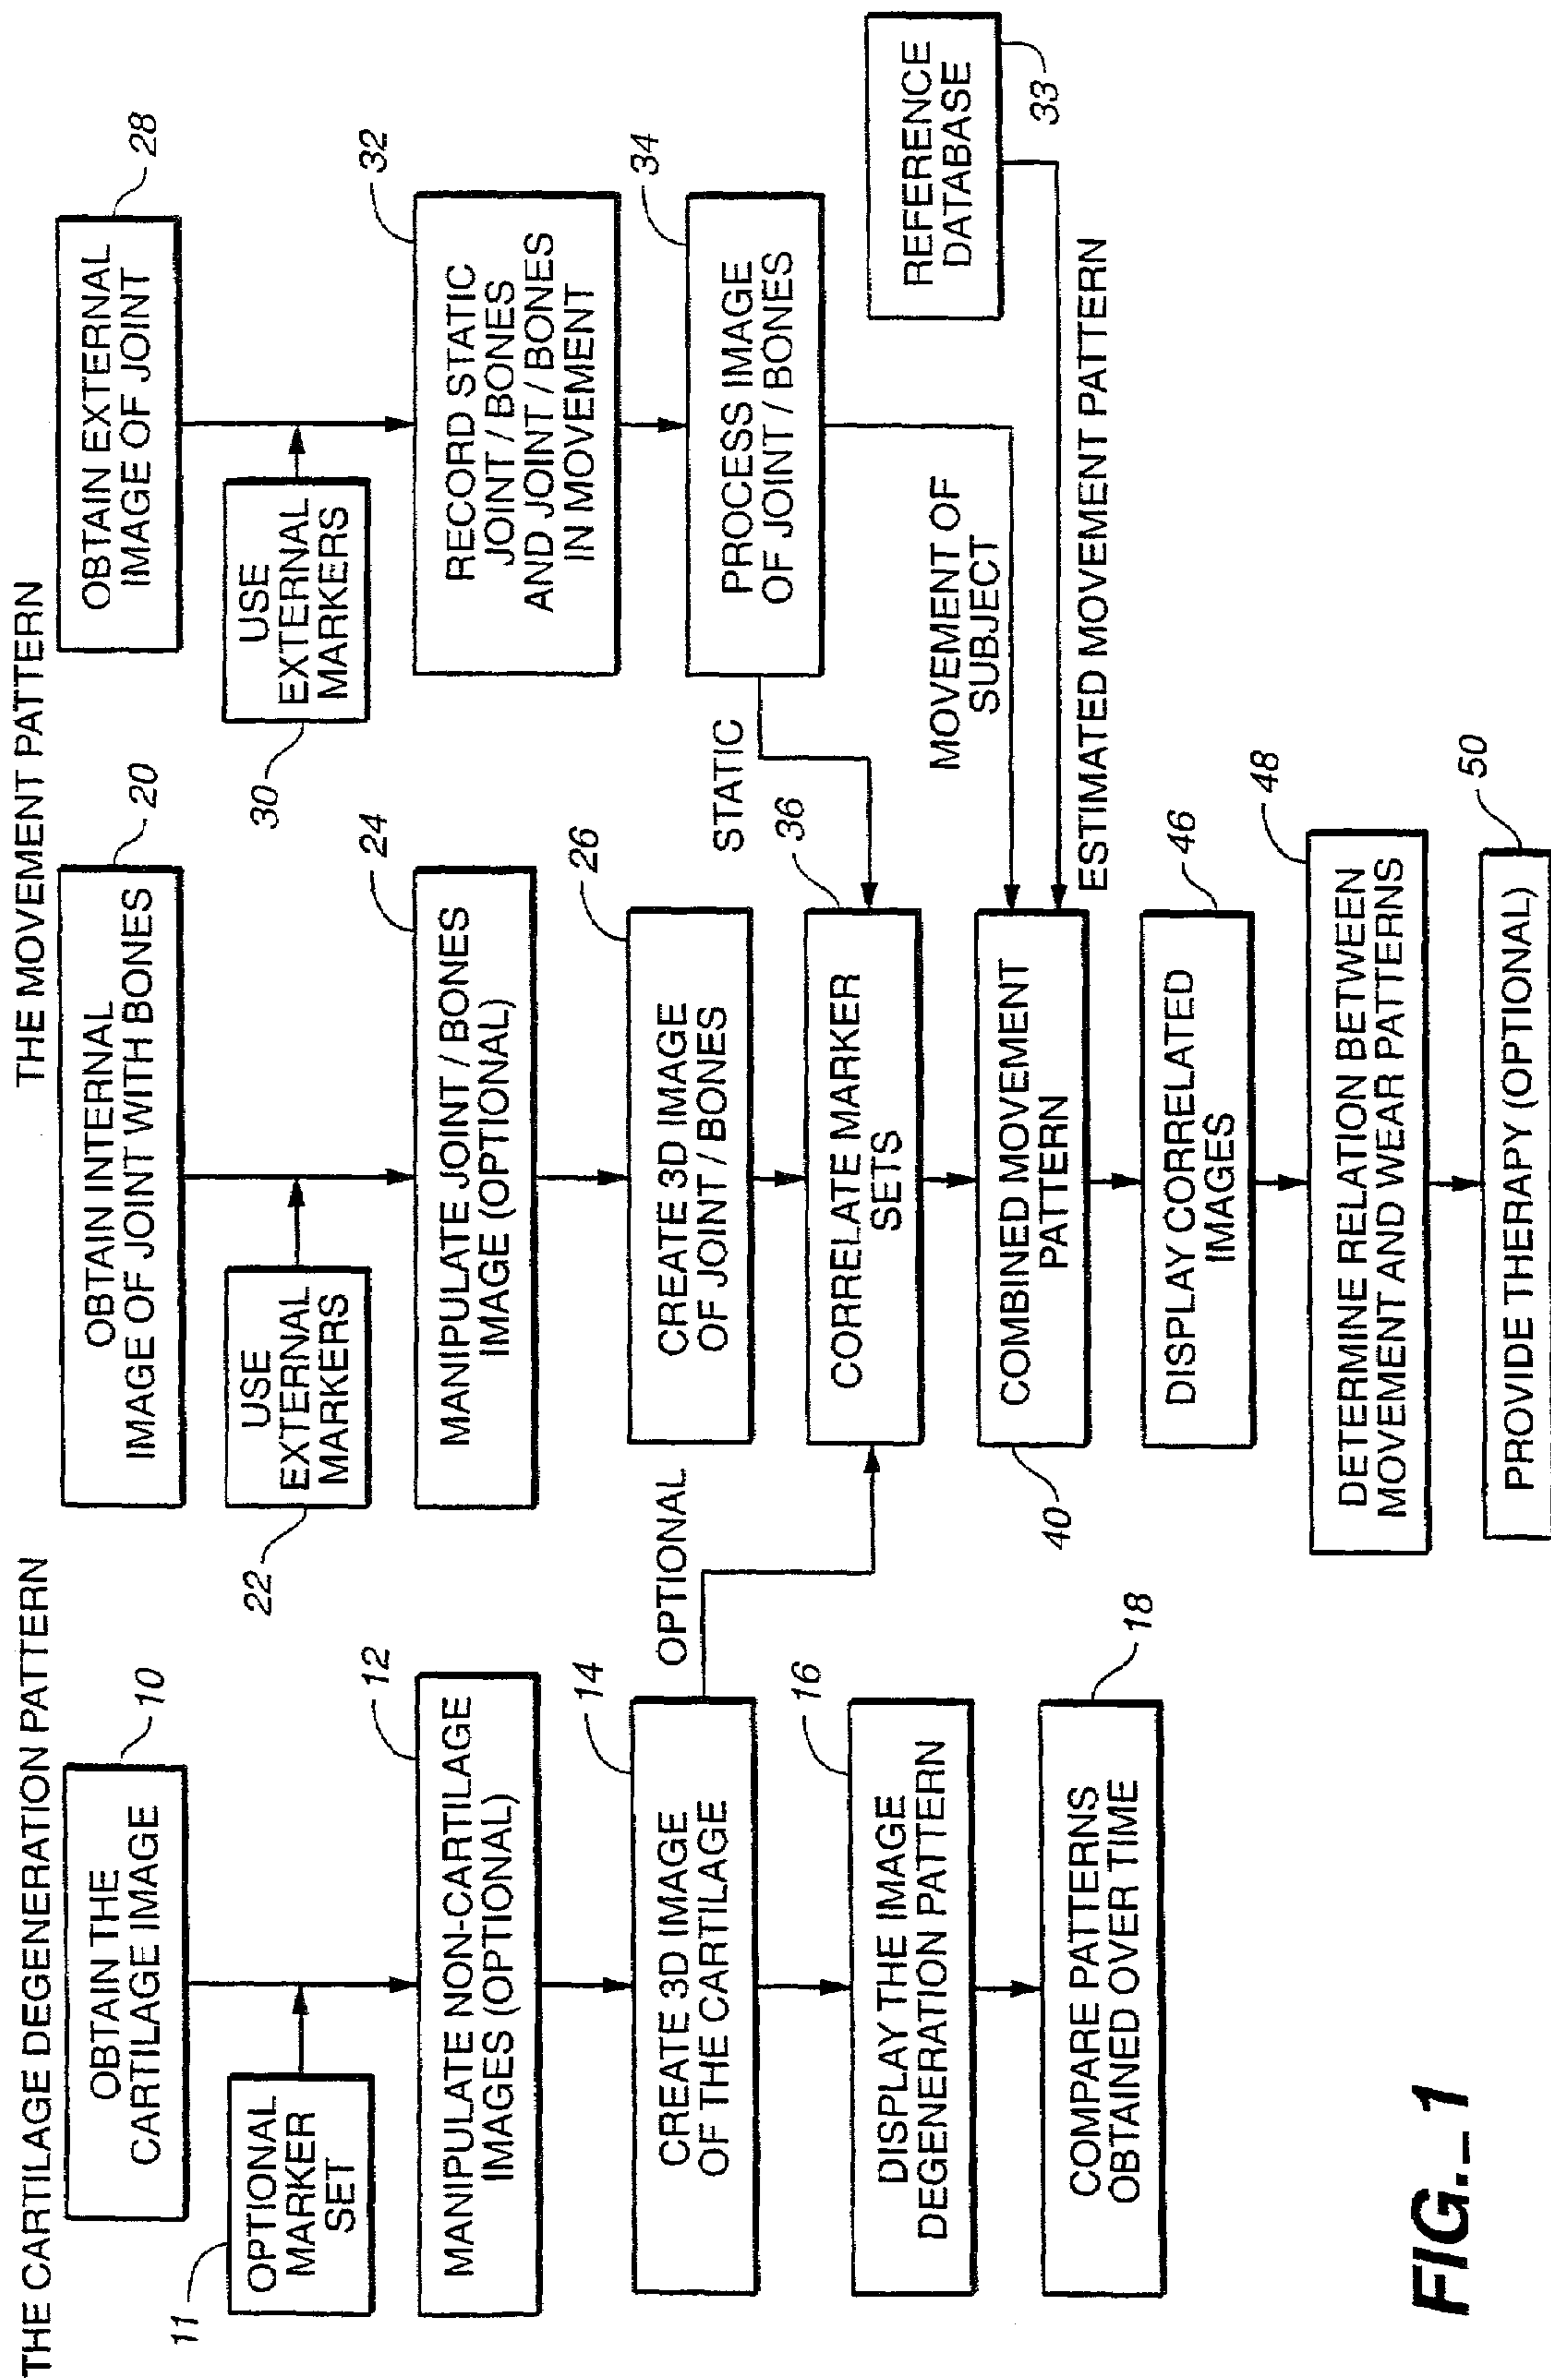 THE CARTILAGE DEGENERATION PATTERN
OBTAIN THE
CARTILAGE IMAGE
10
OPTIONAL
MARKER
SET
11
MANIPULATE NON-CARTILAGE
IMAGES (OPTIONAL)
12
CREATE 3D IMAGE
OF THE CARTILAGE
14
OPTIONAL
DISPLAY THE IMAGE
DEGENERATION PATTERN
16
COMPARE PATTERNS
OBTAINED OVER TIME
18
THE MOVEMENT PATTERN
OBTAIN INTERNAL
IMAGE OF JOINT WITH BONES
20
USE
EXTERNAL
MARKERS
22
MANIPULATE JOINT / BONES
IMAGE (OPTIONAL)
24
CREATE 3D IMAGE
OF JOINT / BONES
26
CORRELATE MARKER
SETS
36
COMBINED MOVEMENT
PATTERN
40
DISPLAY CORRELATED
IMAGES
46
DETERMINE RELATION BETWEEN
MOVEMENT AND WEAR PATTERNS
48
PROVIDE THERAPY (OPTIONAL)
50
OBTAIN EXTERNAL
IMAGE OF JOINT
28
USE
EXTERNAL
MARKERS
30
RECORD STATIC
JOINT / BONES
AND JOINT / BONES
IN MOVEMENT
32
PROCESS IMAGE
OF JOINT / BONES
34
STATIC
MOVEMENT OF
SUBJECT
REFERENCE
DATABASE
33
ESTIMATED MOVEMENT PATTERN
FIG._1